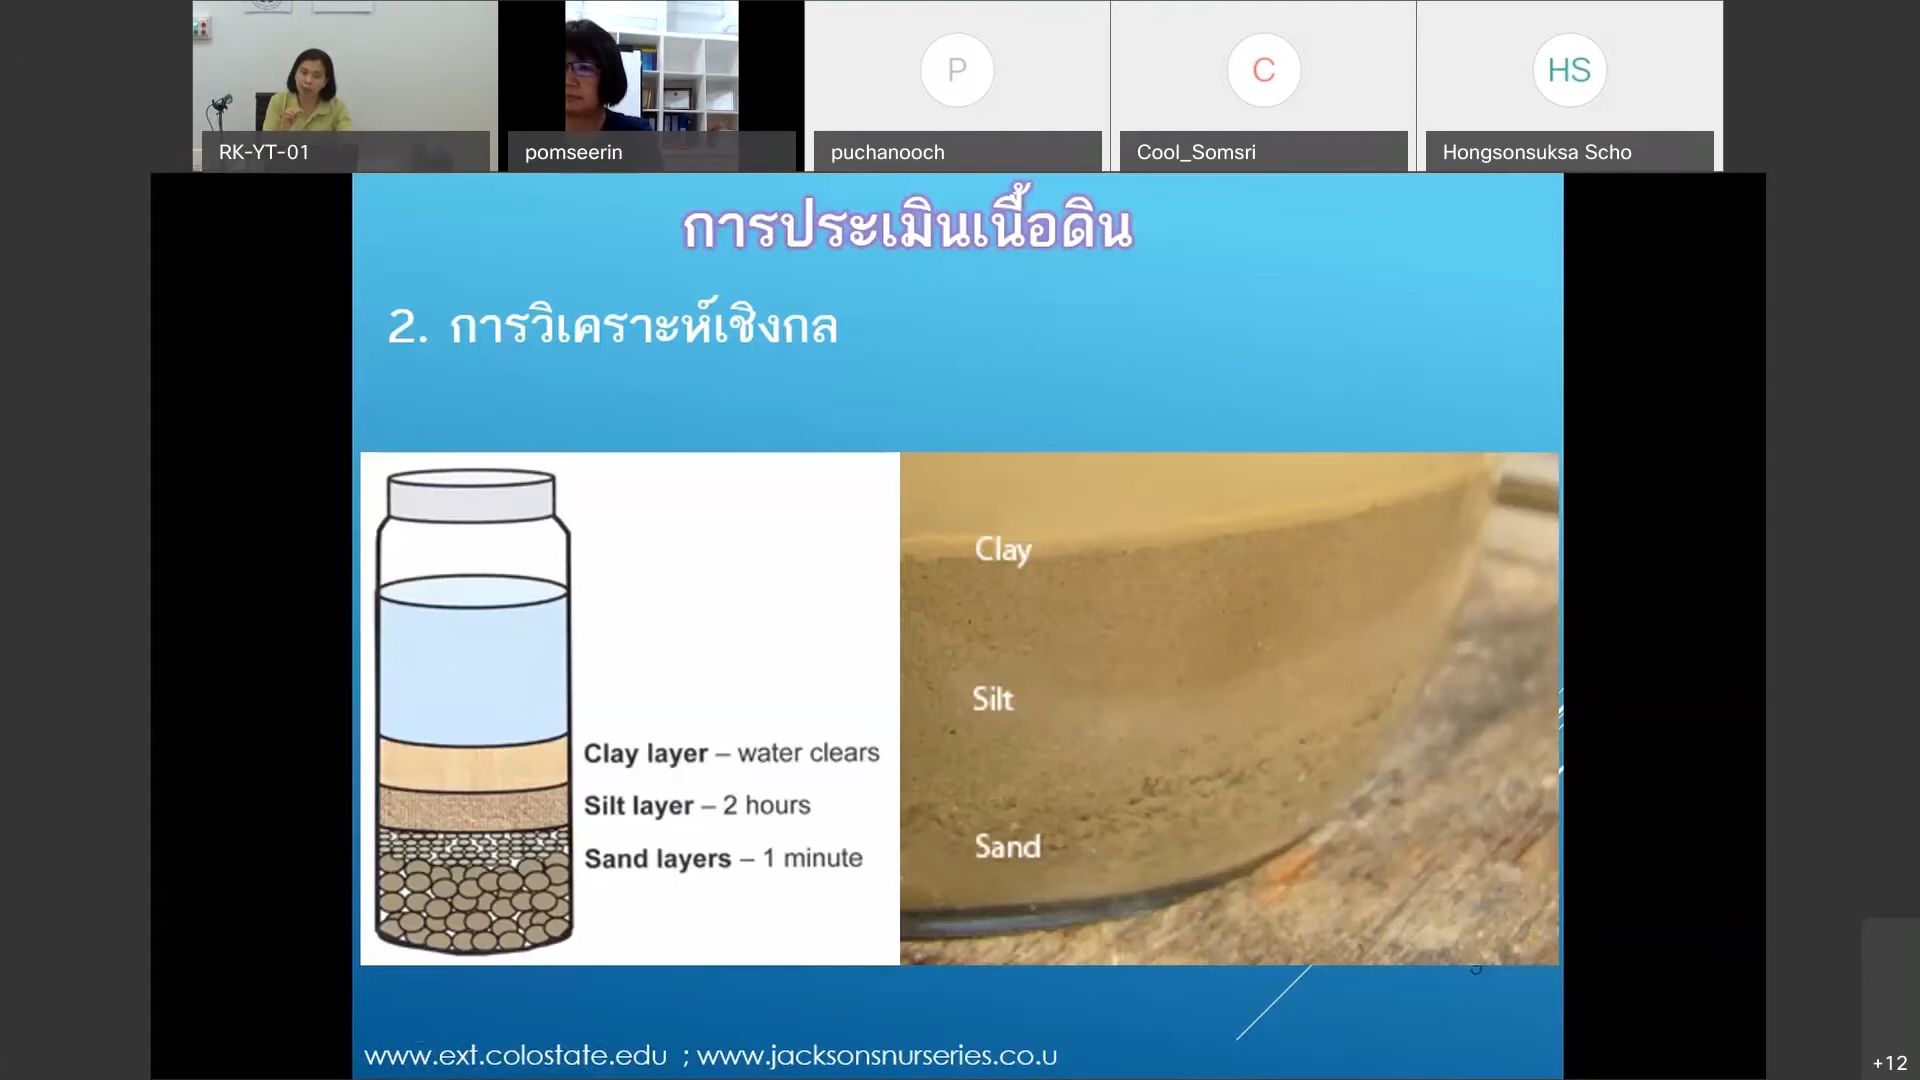 P
C
HS
RK-YT-01
pomseerin
puchanooch
Cool_Somsri
Hongsonsuksa Scho
การประเมินเนื้อดิน
2. การวิเคราะห์เชิงกล
Clay
Silt
Sand
Clay layer – water clears
Silt layer – 2 hours
Sand layers – 1 minute
www.ext.colostate.edu ; www.jacksonsnurseries.co.u
+12